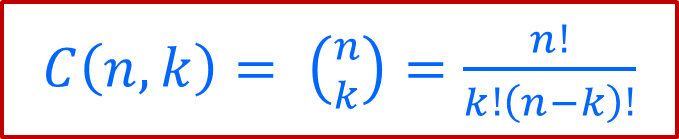 C(n, k) = (n k) = n! / k!(n−k)!